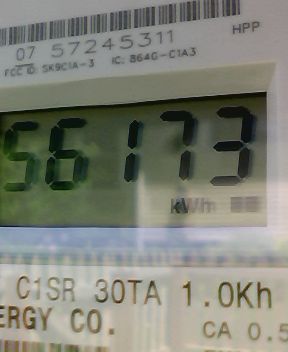 07 57245311
HPP
FCC ID: SK9C1A-3 IC: 864G-C1A3
56173
kWh
C1SR 30TA 1.0Kh
ERGY CO.
CA 0.5